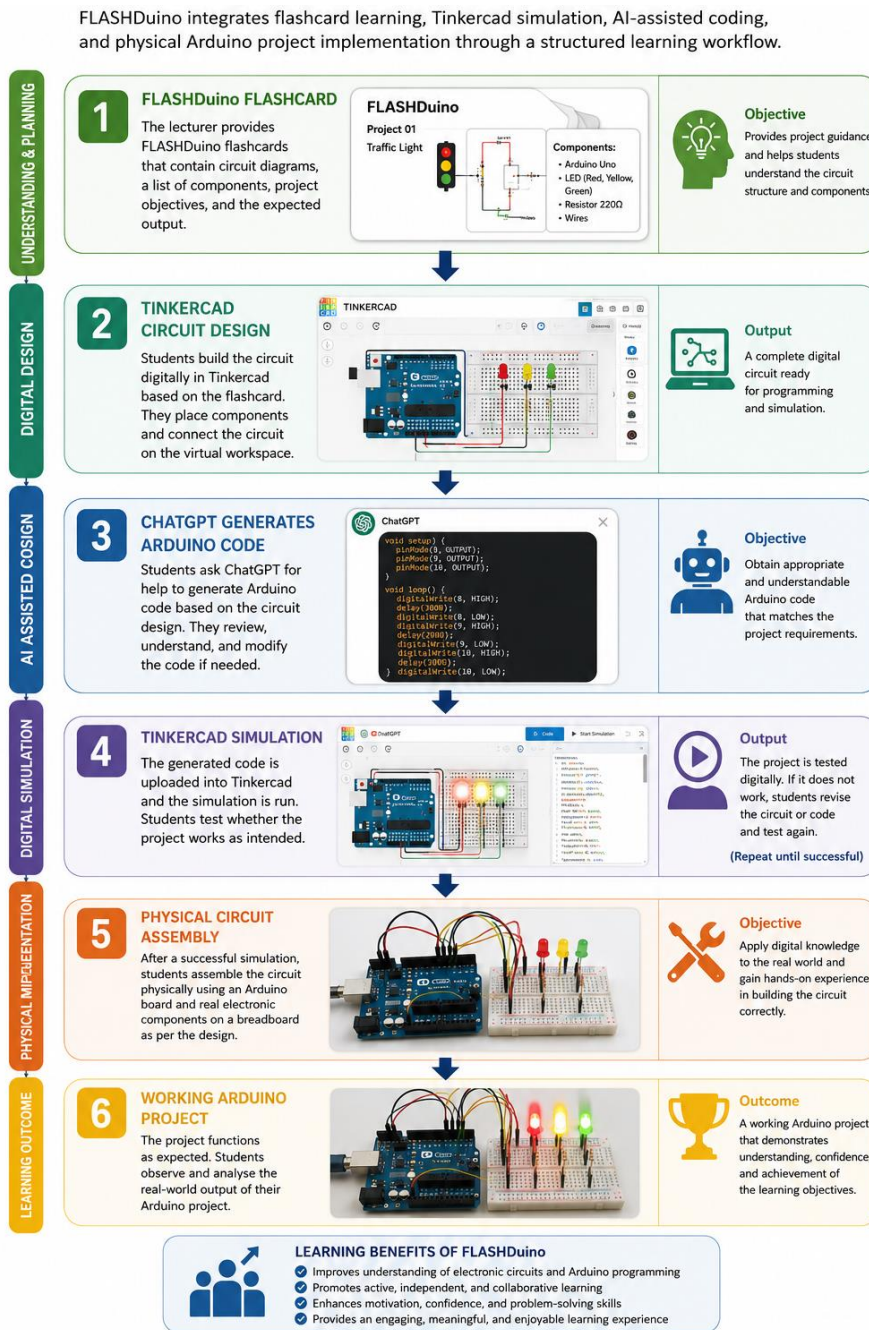 FLASHDuino integrates flashcard learning, Tinkercad simulation, AI-assisted coding,
and physical Arduino project implementation through a structured learning workflow.
UNDERSTANDING & PLANNING
1
FLASHDuino FLASHCARD
The lecturer provides
FLASHDuino flashcards
that contain circuit diagrams,
a list of components, project
objectives, and the expected
output.
FLASHDuino
Project 01
Traffic Light
Components:
• Arduino Uno
• LED (Red, Yellow,
Green)
• Resistor 220Ω
• Wires
Objective
Provides project guidance
and helps students
understand the circuit
structure and components
DIGITAL DESIGN
2
TINKERCAD
CIRCUIT DESIGN
Students build the circuit
digitally in Tinkercad
based on the flashcard.
They place components
and connect the circuit
on the virtual workspace.
TINKERCAD
Output
A complete digital
circuit ready
for programming
and simulation.
AI ASSISTED COSIGN
3
CHATGPT GENERATES
ARDUINO CODE
Students ask ChatGPT for
help to generate Arduino
code based on the circuit
design. They review,
understand, and modify
the code if needed.
ChatGPT
void setup) {
pinMode(9, OUTPUT);
pinMode(9, OUTPUT);
pinMode(10, OUTPUT);
}
void loop() {
digitalWrite(8, HIGH);
delay(3000);
digitalWrite(8, LOW);
digitalWrite(9, HIGH);
delay(2000);
digitalWrite(9, LOW);
digitalWrite(10, HIGH);
delay(3000);
} digitalWrite(10, LOW);
Objective
Obtain appropriate
and understandable
Arduino code
that matches the
project requirements.
DIGITAL SIMULATION
4
TINKERCAD SIMULATION
The generated code is
uploaded into Tinkercad
and the simulation is run.
Students test whether the
project works as intended.
ChatGPT
Code
Start Simulation
Output
The project is tested
digitally. If it does not
work, students revise
the circuit or code
and test again.
(Repeat until successful)
5
PHYSICAL CIRCUIT
ASSEMBLY
After a successful simulation,
students assemble the circuit
physically using an Arduino
board and real electronic
components on a breadboard
as per the design.
Objective
Apply digital knowledge
to the real world and
gain hands-on experience
in building the circuit
correctly.
LEARNING OUTCOME
6
WORKING ARDUINO
PROJECT
The project functions
as expected. Students
observe and analyse the
real-world output of their
Arduino project.
Outcome
A working Arduino project
that demonstrates
understanding, confidence
and achievement of
the learning objectives.
LEARNING BENEFITS OF FLASHDuino
Improves understanding of electronic circuits and Arduino programming
Promotes active, independent, and collaborative learning
Enhances motivation, confidence, and problem-solving skills
Provides an engaging, meaningful, and enjoyable learning experience